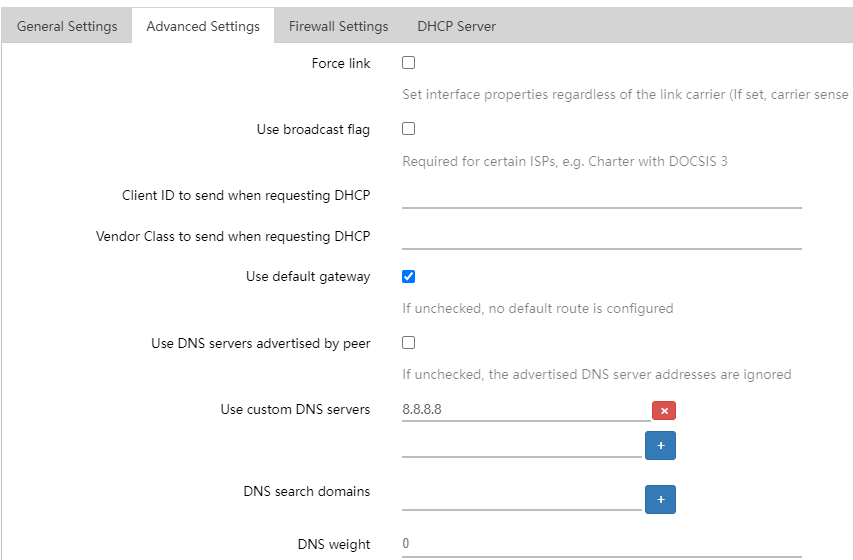 General Settings Advanced Settings Firewall Settings DHCP Server
Force link
Set interface properties regardless of the link carrier (If set, carrier sense
Use broadcast flag
Required for certain ISPs, e.g. Charter with DOCSIS 3
Client ID to send when requesting DHCP
Vendor Class to send when requesting DHCP
Use default gateway
If unchecked, no default route is configured
Use DNS servers advertised by peer
If unchecked, the advertised DNS server addresses are ignored
Use custom DNS servers 8.8.8.8 ×
+
DNS search domains +
DNS weight 0